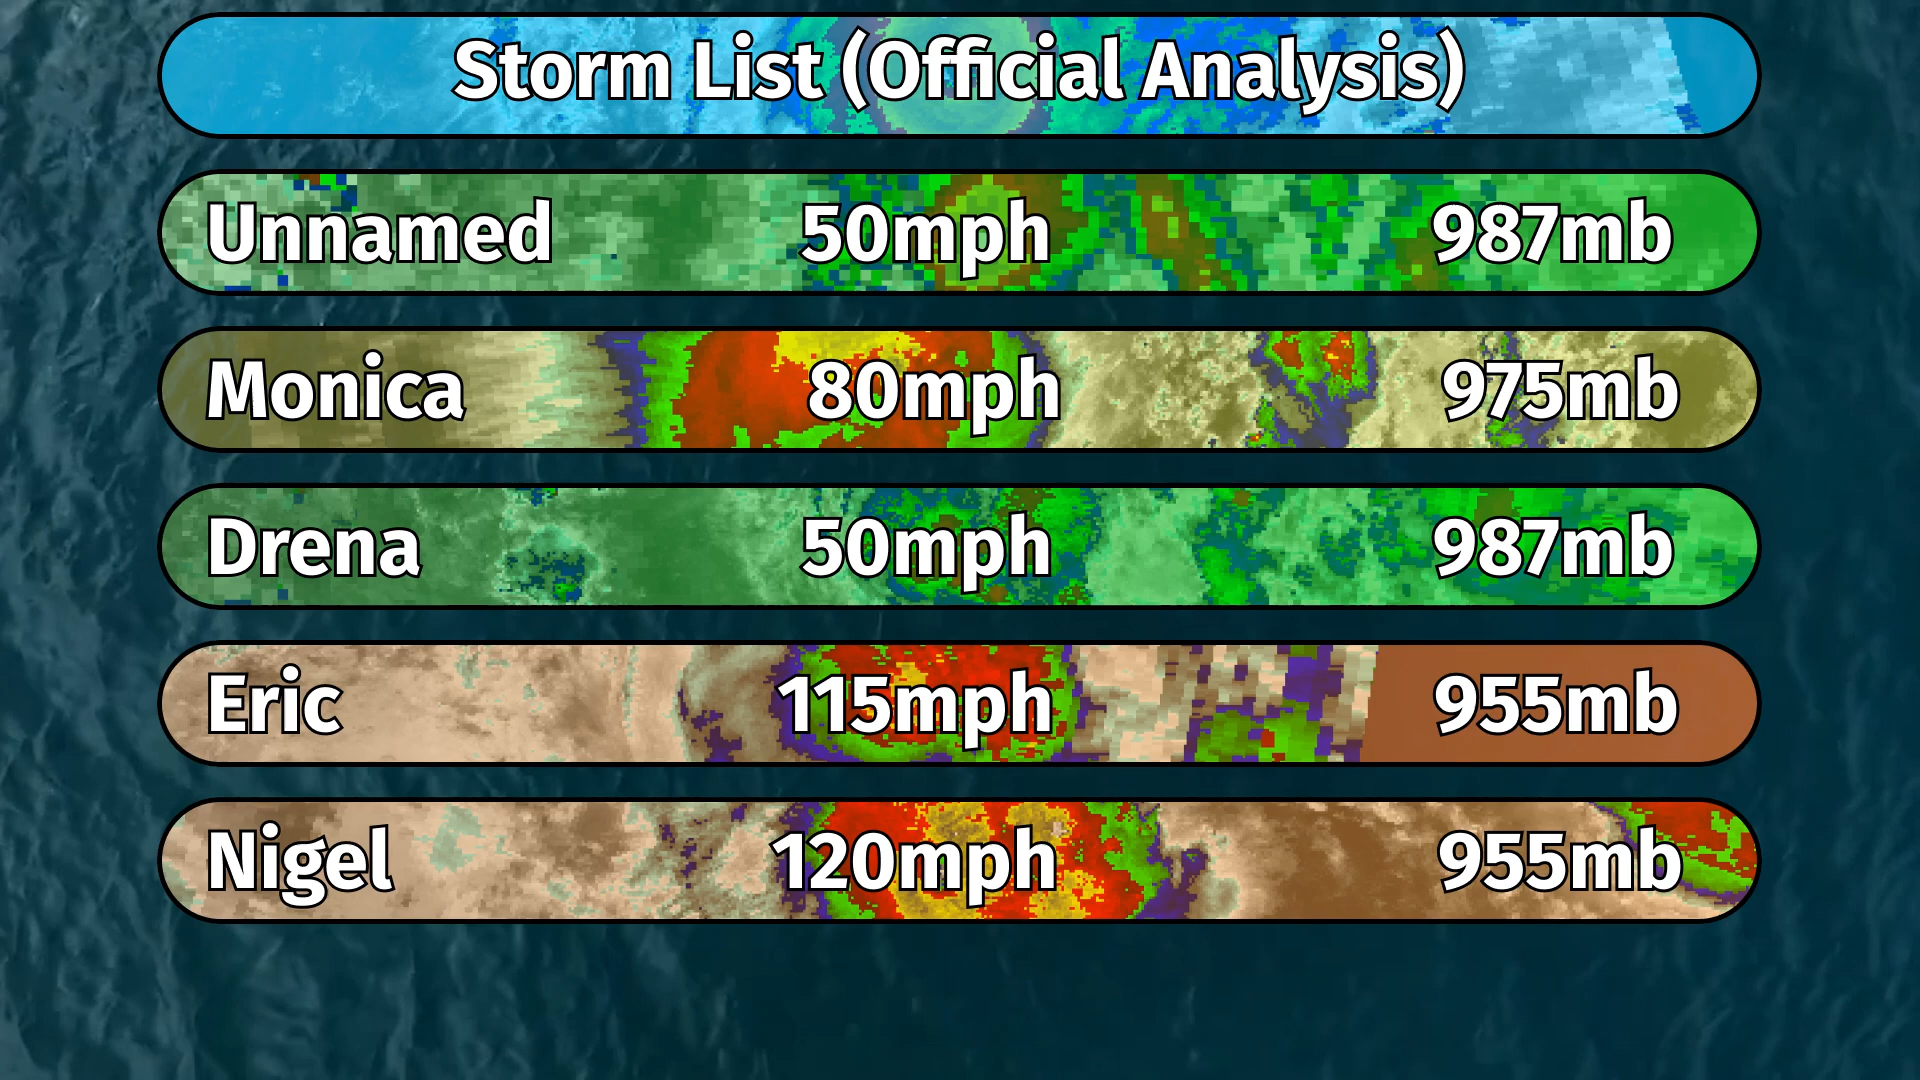 Storm List (Official Analysis)
Unnamed 50mph 987mb
Monica 80mph 975mb
Drena 50mph 987mb
Eric 115mph 955mb
Nigel 120mph 955mb